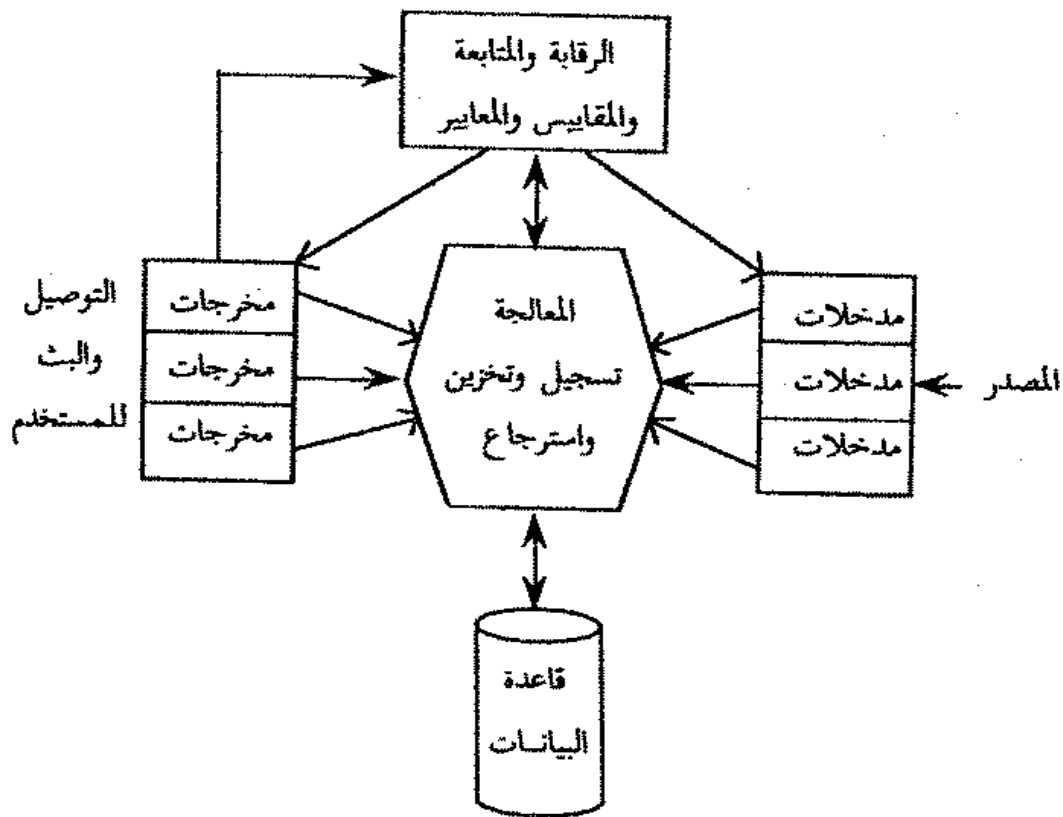 الرقابة والمتابعة
والمقاييس والمعايير
المصدر
مدخلات
مدخلات
مدخلات
المعالجة
تسجيل وتخزين
واسترجاع
مخرجات
مخرجات
مخرجات
التوصيل
والبث
للمستخدم
قاعدة
البيانات